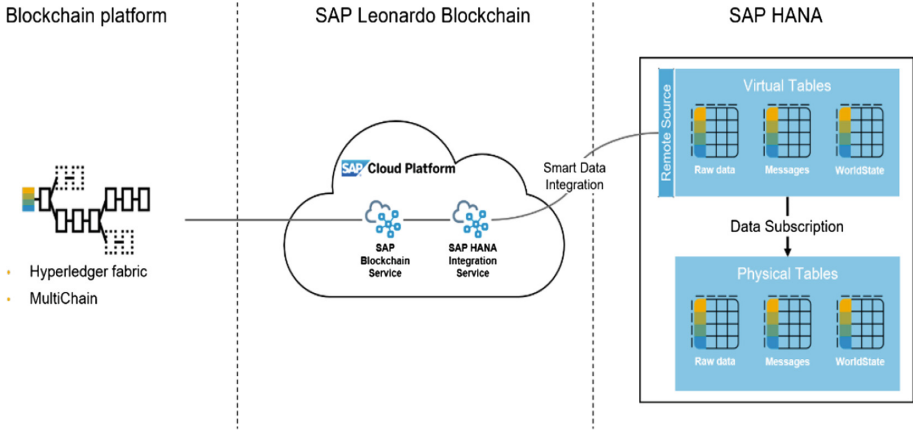 Blockchain platform
SAP Leonardo Blockchain
SAP HANA
Hyperledger fabric
MultiChain
SAP Cloud Platform
SAP
Blockchain
Service
SAP HANA
Integration
Service
Smart Data
Integration
Remote Source
Virtual Tables
Raw data
Messages
WorldState
Data Subscription
Physical Tables
Raw data
Messages
WorldState